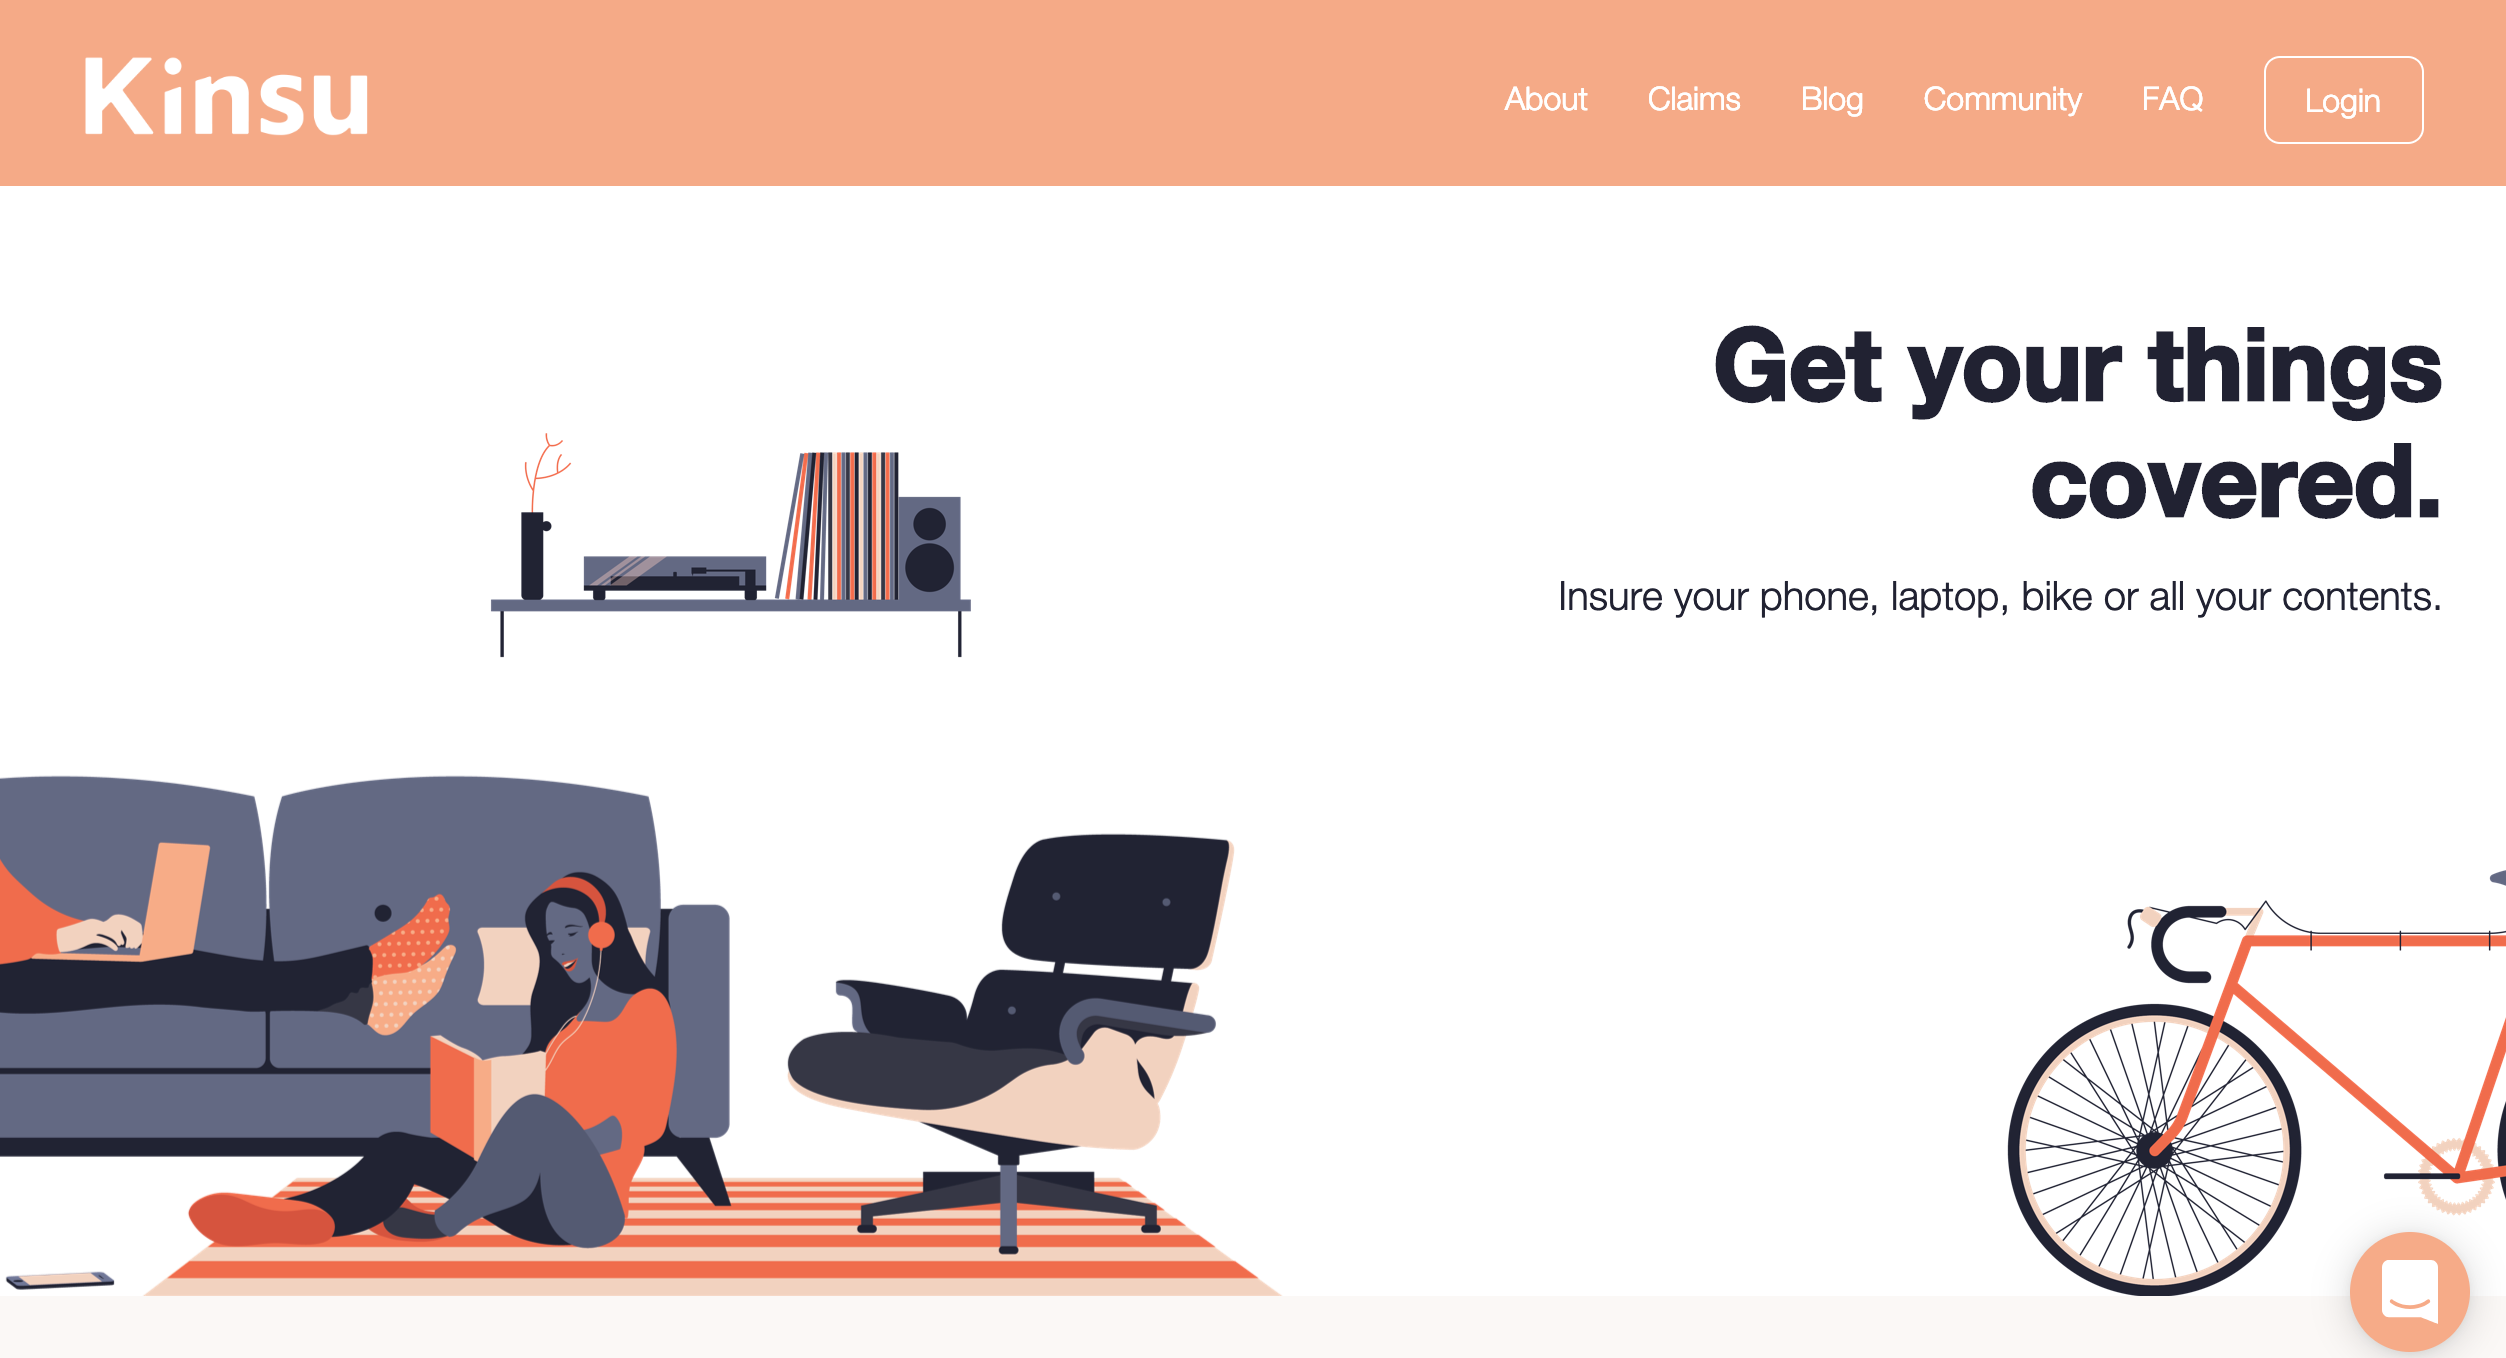 Kinsu
About Claims Blog Community FAQ Login
Get your things
covered.
Insure your phone, laptop, bike or all your contents.